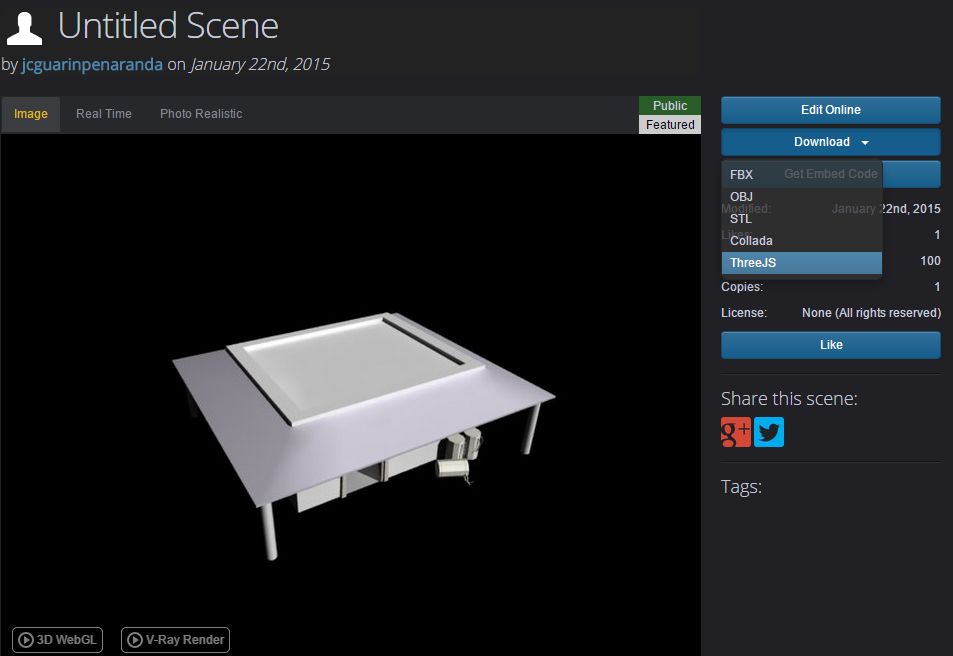 Untitled Scene
by jcguarinpenaranda on January 22nd, 2015
Image Real Time Photo Realistic
Public
Featured
Edit Online
Download
FBX Get Embed Code
OBJ
Modified: January 22nd, 2015
STL
Likes: 1
Collada
ThreeJS 100
Copies: 1
License: None (All rights reserved)
Like
Share this scene:
g+
Tags:
3D WebGL V-Ray Render